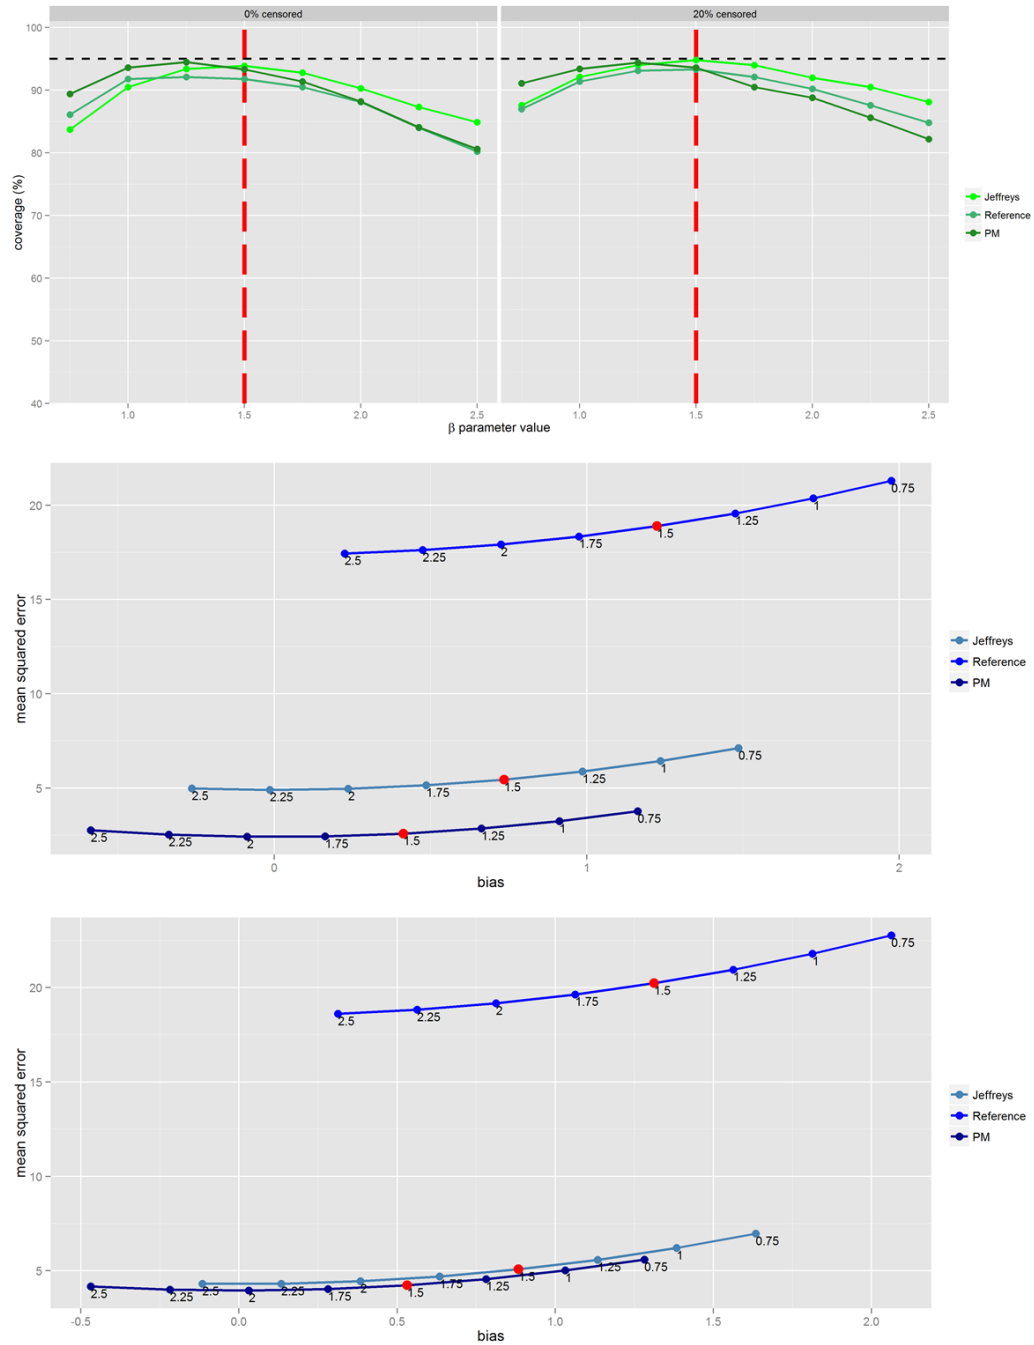 0% censored 20% censored
100
90
80
70
60
50
40
coverage (%)
1.0 1.5 2.0 2.5 1.0 1.5 2.0 2.5
β parameter value
Jeffreys
Reference
PM
20
15
10
5
mean squared error
2.5 2.25 2 1.75 1.5 1.25 1 0.75
2.5 2.25 2 1.75 1.5 1.25 1 0.75
2.5 2.25 2 1.75 1.5 1.25 1 0.75
0 1 2
bias
Jeffreys
Reference
PM
20
15
10
5
mean squared error
2.5 2.25 2 1.75 1.5 1.25 1 0.75
2.5 2.25 2 1.75 1.5 1.25 1 0.75
2.5 2.25 2 1.75 1.5 1.25 1 0.75
-0.5 0.0 0.5 1.0 1.5 2.0
bias
Jeffreys
Reference
PM